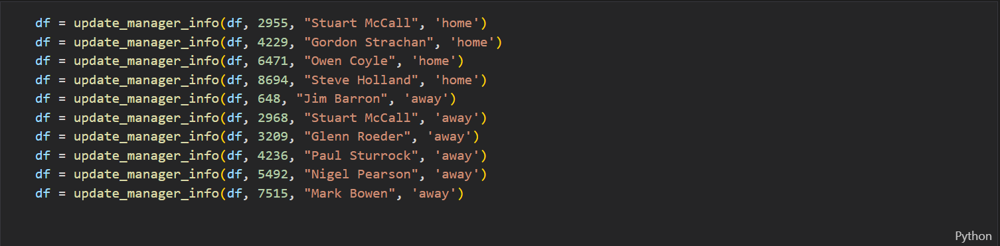 df = update_manager_info(df, 2955, "Stuart McCall", 'home')
df = update_manager_info(df, 4229, "Gordon Strachan", 'home')
df = update_manager_info(df, 6471, "Owen Coyle", 'home')
df = update_manager_info(df, 8694, "Steve Holland", 'home')
df = update_manager_info(df, 648, "Jim Barron", 'away')
df = update_manager_info(df, 2968, "Stuart McCall", 'away')
df = update_manager_info(df, 3209, "Glenn Roeder", 'away')
df = update_manager_info(df, 4236, "Paul Sturrock", 'away')
df = update_manager_info(df, 5492, "Nigel Pearson", 'away')
df = update_manager_info(df, 7515, "Mark Bowen", 'away')
Python